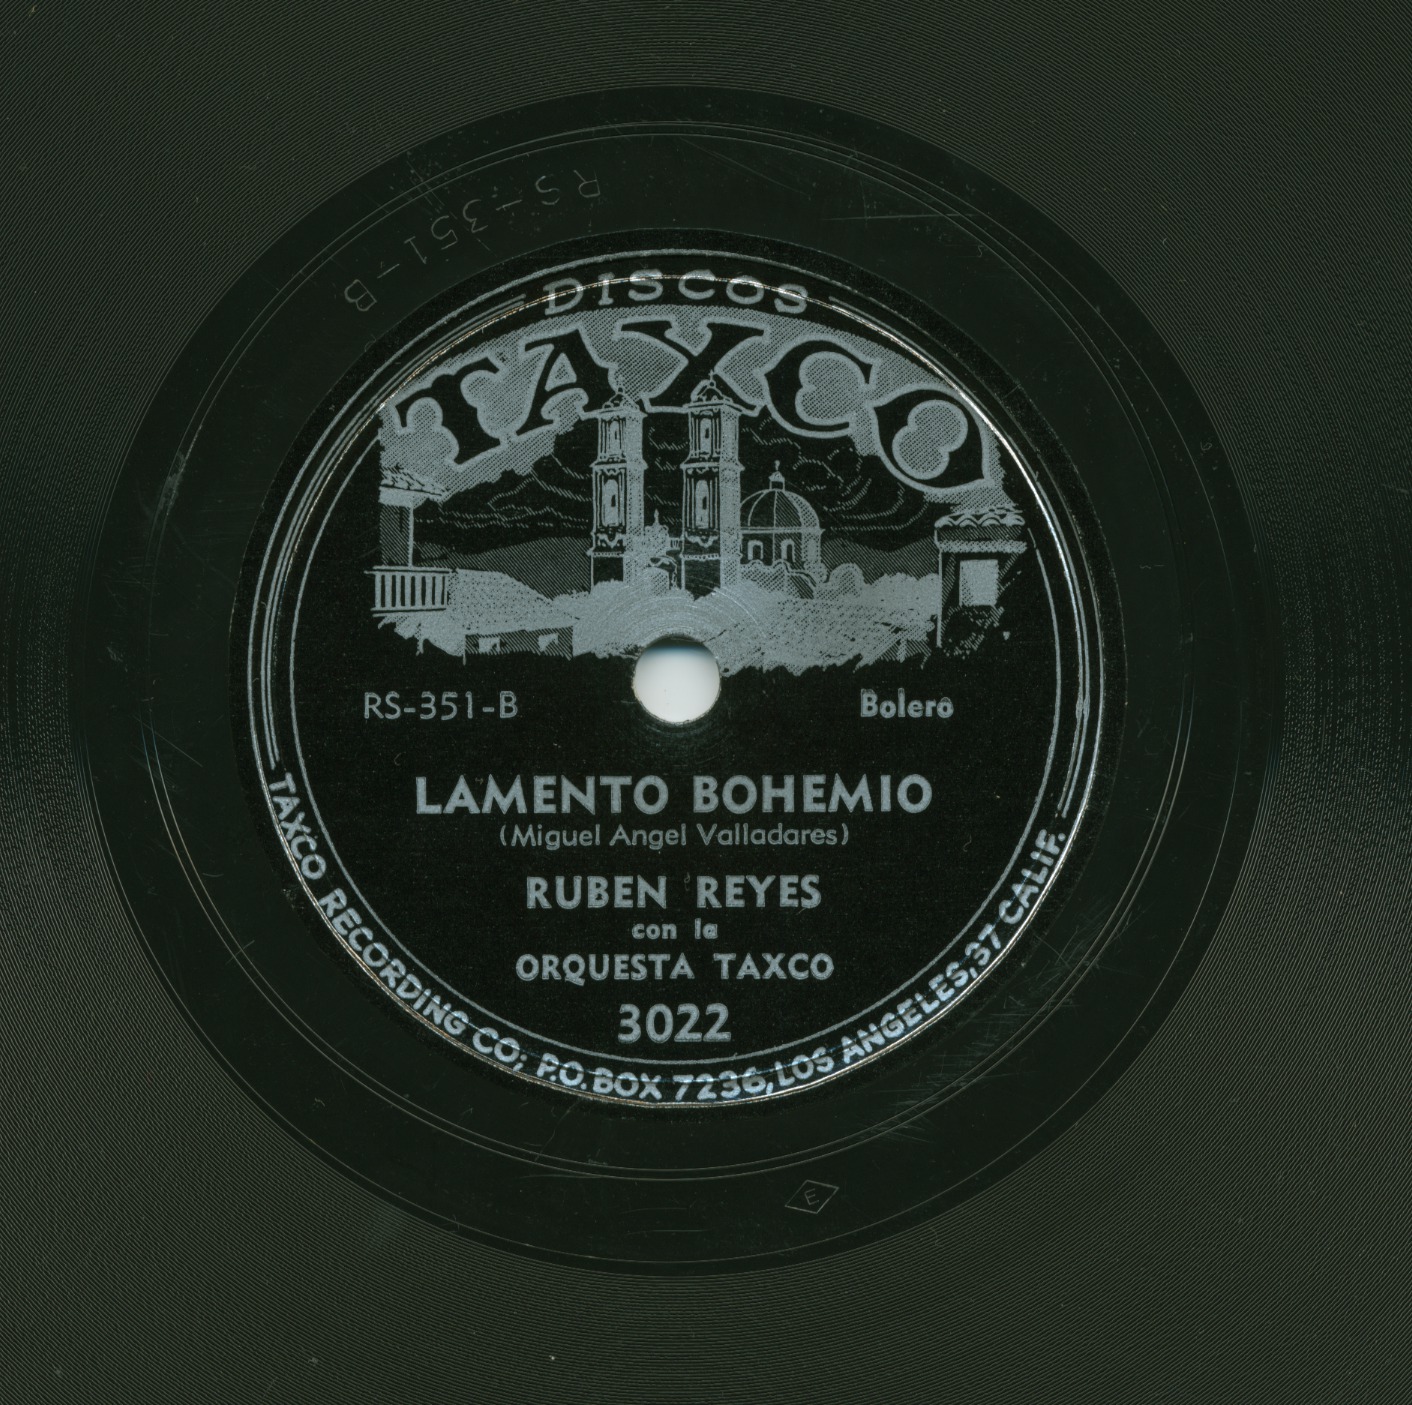 RS-351-B
DISCOS
TAXCO
RS-351-B Bolero
LAMENTO BOHEMIO
(Miguel Angel Valladares)
RUBEN REYES
con la
ORQUESTA TAXCO
3022
TAXCO RECORDING CO; P.O. BOX 7236, LOS ANGELES, 37 CALIF.
E